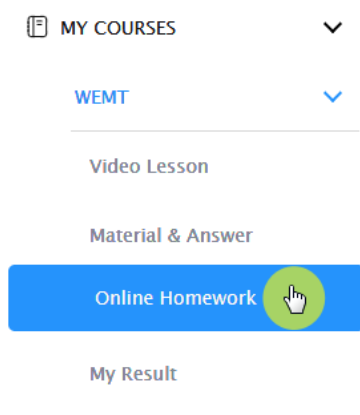 MY COURSES
WEMT
Video Lesson
Material & Answer
Online Homework
My Result